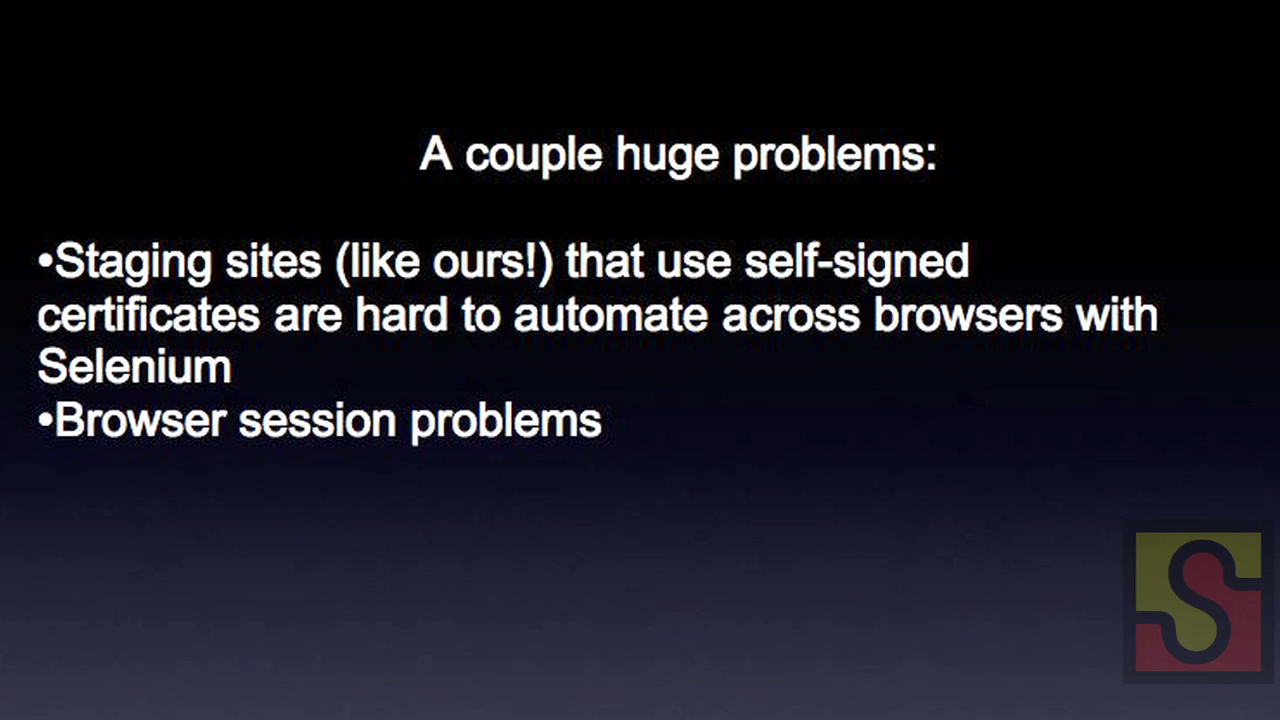 A couple huge problems:
•Staging sites (like ours!) that use self-signed
certificates are hard to automate across browsers with
Selenium
•Browser session problems
S